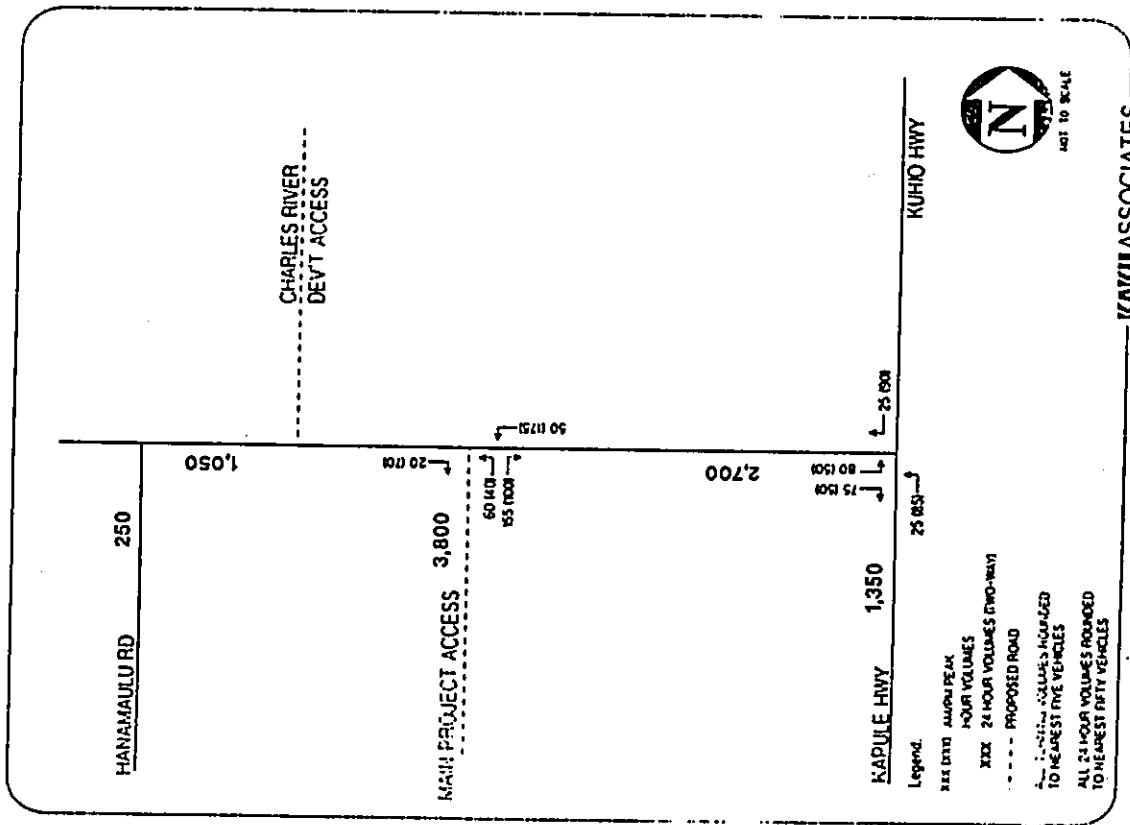 HANAMAULU RD
250
1,050
CHARLES RIVER
DEV'T ACCESS
MAIN PROJECT ACCESS
3,800
20 (70)
60 (40)
155 (100)
50 (175)
2,700
KAPULE HWY
1,350
75 (50)
80 (50)
25 (85)
25 (90)
KUHIO HWY
Legend.
XXX (XXX) AM/PM PEAK
HOUR VOLUMES
XXX 24 HOUR VOLUMES (TWO-WAY)
- - - - PROPOSED ROAD
VOLUMES ROUNDED
TO NEAREST FIVE VEHICLES
ALL 24 HOUR VOLUMES ROUNDED
TO NEAREST FIFTY VEHICLES
N
NOT TO SCALE
ASSOCIATES